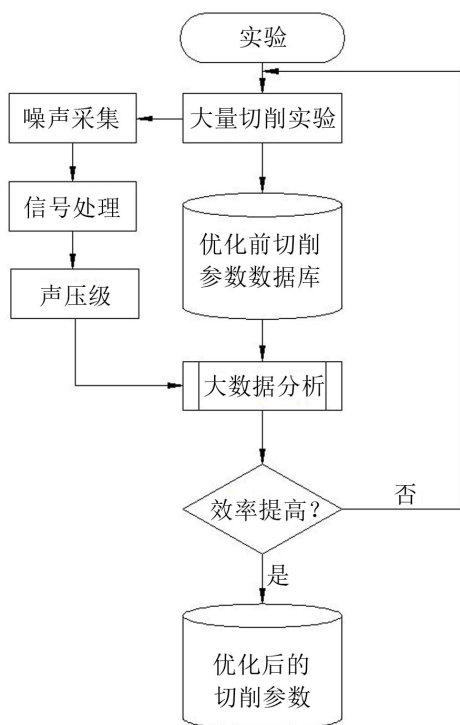 实验
噪声采集
大量切削实验
信号处理
优化前切削
参数数据库
声压级
大数据分析
效率提高？
否
是
优化后的
切削参数